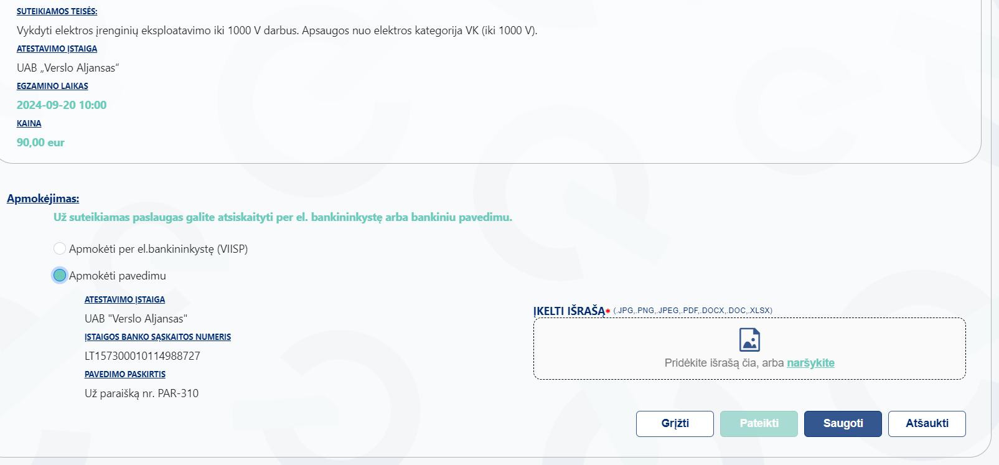 SUTEIKIAMOS TEISĖS:
Vykdyti elektros įrenginių eksploatavimo iki 1000 V darbus. Apsaugos nuo elektros kategorija VK (iki 1000 V).
ATESTAVIMO ĮSTAIGA
UAB „Verslo Aljansas“
EGZAMINO LAIKAS
2024-09-20 10:00
KAINA
90,00 eur
Apmokėjimas:
Už suteikiamas paslaugas galite atsiskaityti per el. bankininkystę arba bankiniu pavedimu.
Apmokėti per el.bankininkystę (VIISP)
Apmokėti pavedimu
ATESTAVIMO ĮSTAIGA
UAB "Verslo Aljansas"
ĮSTAIGOS BANKO SĄSKAITOS NUMERIS
LT157300010114988727
PAVEDIMO PASKIRTIS
Už paraišką nr. PAR-310
ĮKELTI IŠRAŠĄ* (.JPG,.PNG,.JPEG,.PDF,.DOCX,.DOC,.XLSX)
Pridėkite išrašą čia, arba naršykite
Grįžti
Pateikti
Saugoti
Atšaukti